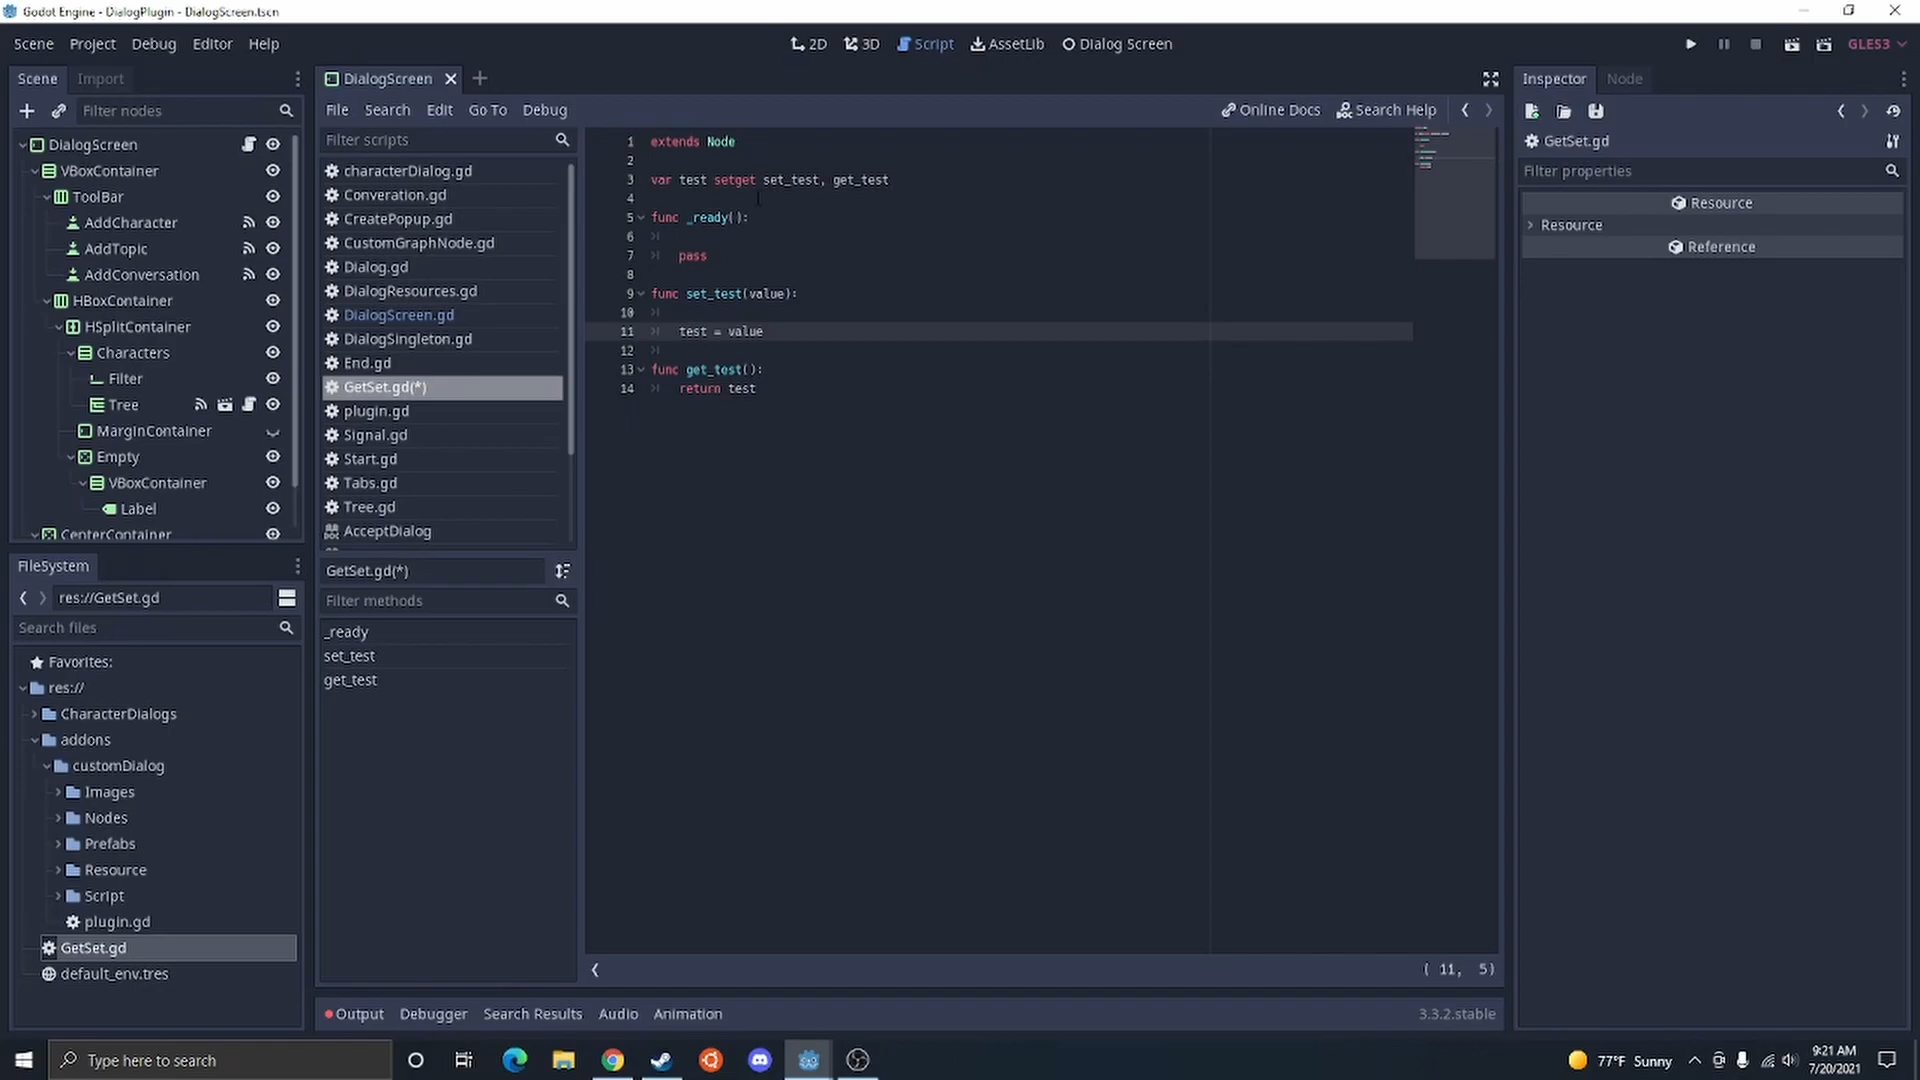 Godot Engine - DialogPlugin - DialogScreen.tscn
Scene Project Debug Editor Help
2D 3D Script AssetLib Dialog Screen
GLES3
Scene Import
Filter nodes
DialogScreen
VBoxContainer
ToolBar
AddCharacter
AddTopic
AddConversation
HBoxContainer
HSplitContainer
Characters
Filter
Tree
MarginContainer
Empty
VBoxContainer
Label
CenterContainer
FileSystem
res://GetSet.gd
Search files
Favorites:
res://
CharacterDialogs
addons
customDialog
Images
Nodes
Prefabs
Resource
Script
plugin.gd
GetSet.gd
default_env.tres
DialogScreen
File Search Edit Go To Debug
Online Docs Search Help
Filter scripts
characterDialog.gd
Converation.gd
CreatePopup.gd
CustomGraphNode.gd
Dialog.gd
DialogResources.gd
DialogScreen.gd
DialogSingleton.gd
End.gd
GetSet.gd(*)
plugin.gd
Signal.gd
Start.gd
Tabs.gd
Tree.gd
AcceptDialog
GetSet.gd(*)
Filter methods
_ready
set_test
get_test
1 extends Node
2
3 var test setget set_test, get_test
4
5 func _ready():
6
7 pass
8
9 func set_test(value):
10
11 test = value
12
13 func get_test():
14 return test
( 11, 5)
Output Debugger Search Results Audio Animation
3.3.2.stable
Inspector Node
GetSet.gd
Filter properties
Resource
Resource
Reference
Type here to search
77°F Sunny
9:21 AM
7/20/2021